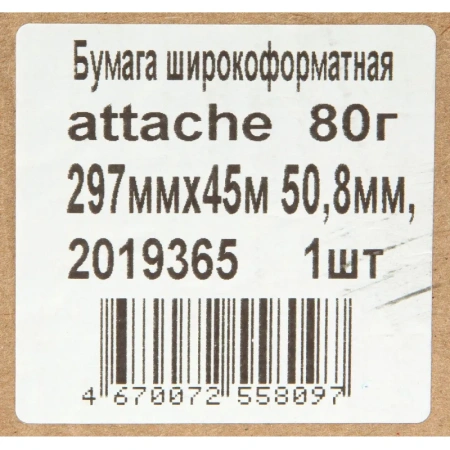 Бумага широкоформатная
attache 80г
297ммх45м 50,8мм,
2019365 1шт
4 670072 558097